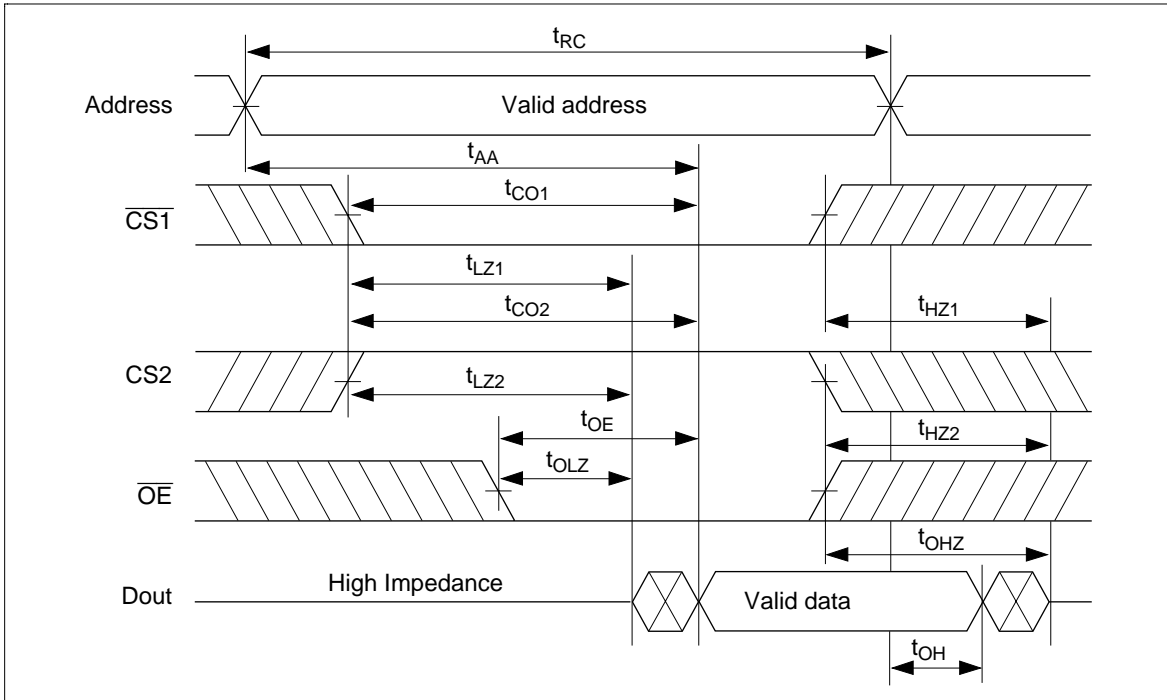 tRC
Address
Valid address
tAA
CS1
tCO1
tLZ1
tCO2
tHZ1
CS2
tLZ2
tOE
tHZ2
OE
tOLZ
tOHZ
Dout
High Impedance
Valid data
tOH